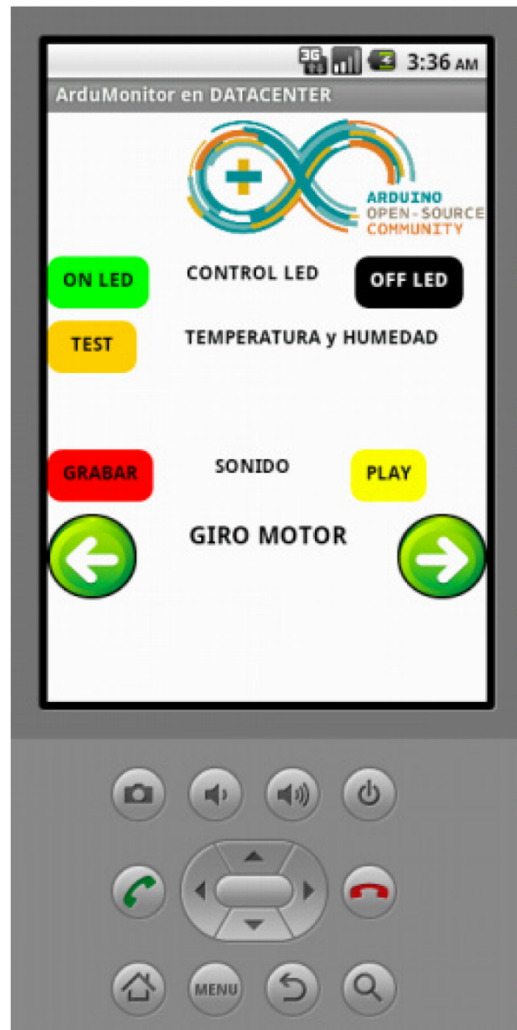 3G 3:36 AM
ArduMonitor en DATACENTER
ARDUINO
OPEN-SOURCE
COMMUNITY
ON LED CONTROL LED OFF LED
TEST TEMPERATURA y HUMEDAD
GRABAR SONIDO PLAY
GIRO MOTOR
MENU